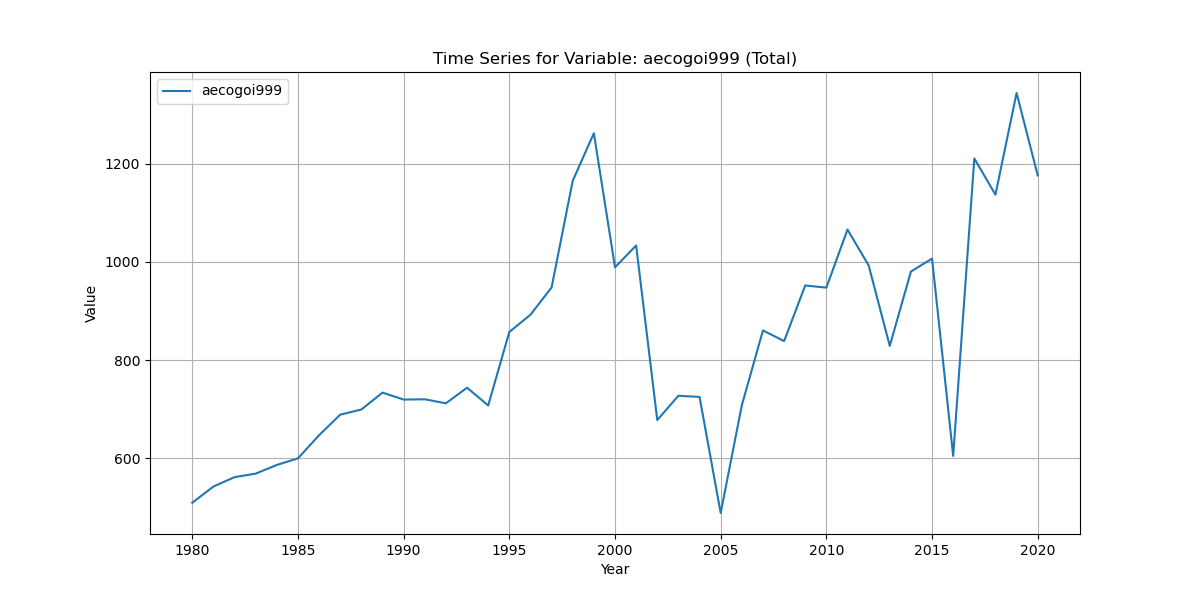 Time Series for Variable: aecogoi999 (Total)
aecogoi999
Value
1200
1000
800
600
1980 1985 1990 1995 2000 2005 2010 2015 2020
Year